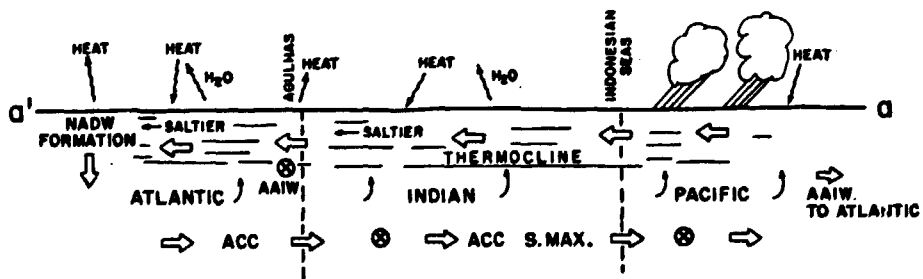 HEAT HEAT H₂O AGULHAS HEAT HEAT H₂O INDONESIAN SEAS HEAT
a' a
NADW FORMATION SALTIER SALTIER
THERMOCLINE
ATLANTIC AAIW INDIAN PACIFIC AAIW. TO ATLANTIC
ACC ACC S.MAX.